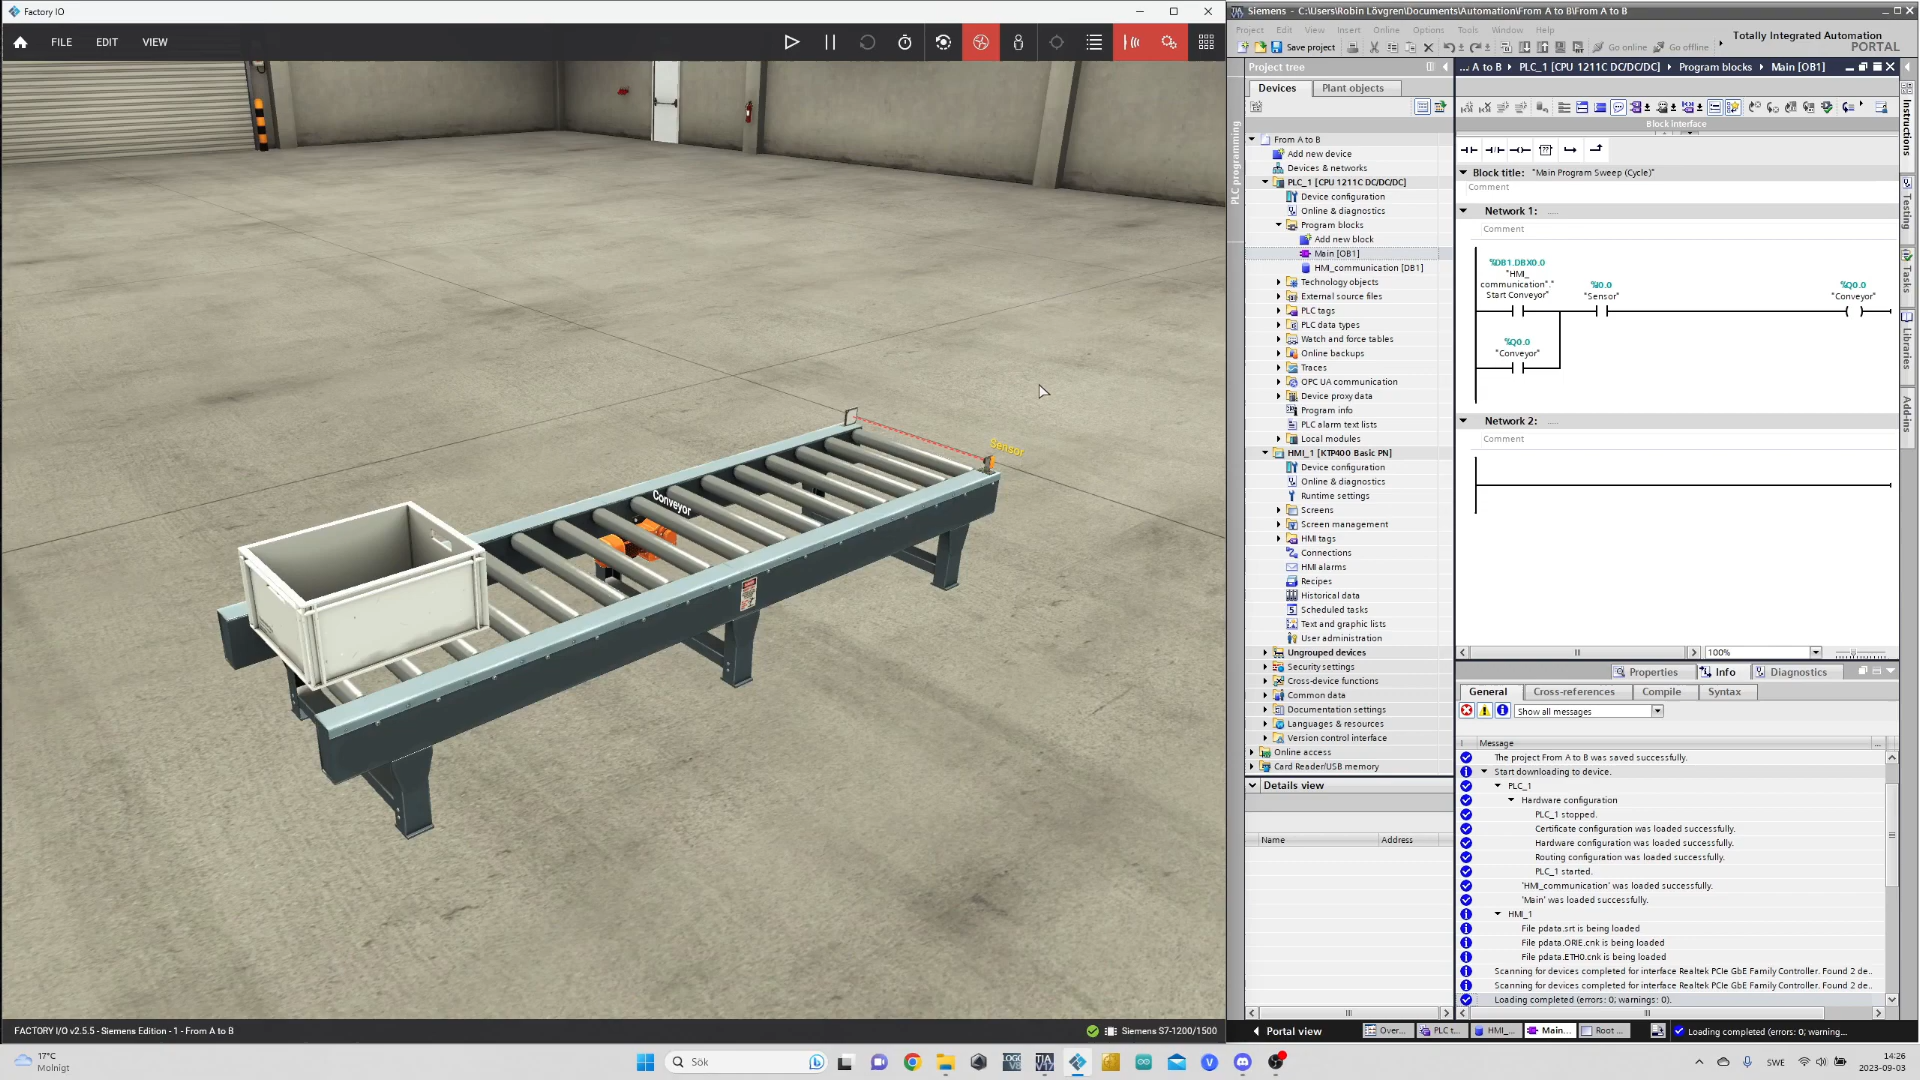 Factory IO
FILE EDIT VIEW
Conveyor
Sensor
FACTORY I/O v2.5.5 - Siemens Edition - 1 - From A to B
Siemens S7-1200/1500
Siemens - C:\Users\Robin Lövgren\Documents\Automation\From A to B\From A to B
Project Edit View Insert Online Options Tools Window Help
Save project
Go online
Go offline
Totally Integrated Automation
PORTAL
Project tree
Devices
Plant objects
PLC programming
From A to B
Add new device
Devices & networks
PLC_1 [CPU 1211C DC/DC/DC]
Device configuration
Online & diagnostics
Program blocks
Add new block
Main [OB1]
HMI_communication [DB1]
Technology objects
External source files
PLC tags
PLC data types
Watch and force tables
Online backups
Traces
OPC UA communication
Device proxy data
Program info
PLC alarm text lists
Local modules
HMI_1 [KTP400 Basic PN]
Device configuration
Online & diagnostics
Runtime settings
Screens
Screen management
HMI tags
Connections
HMI alarms
Recipes
Historical data
Scheduled tasks
Text and graphic lists
User administration
Ungrouped devices
Security settings
Cross-device functions
Common data
Documentation settings
Languages & resources
Version control interface
Online access
Card Reader/USB memory
Details view
Name Address
... A to B PLC_1 [CPU 1211C DC/DC/DC] Program blocks Main [OB1]
Block interface
Block title: "Main Program Sweep (Cycle)"
Comment
Network 1: .....
Comment
%DB1.DBX0.0
"HMI_
communication"."
Start Conveyor"
%I0.0
"Sensor"
%Q0.0
"Conveyor"
%Q0.0
"Conveyor"
Network 2: .....
Comment
100%
Properties
Info
Diagnostics
General Cross-references Compile Syntax
Show all messages
! Message ...
The project From A to B was saved successfully.
Start downloading to device.
PLC_1
Hardware configuration
PLC_1 stopped.
Certificate configuration was loaded successfully.
Hardware configuration was loaded successfully.
Routing configuration was loaded successfully.
PLC_1 started.
'HMI_communication' was loaded successfully.
'Main' was loaded successfully.
HMI_1
File pdata.srt is being loaded
File pdata.ORIE.cnk is being loaded
File pdata.ETH0.cnk is being loaded
Scanning for devices completed for interface Realtek PCIe GbE Family Controller. Found 2 de..
Scanning for devices completed for interface Realtek PCIe GbE Family Controller. Found 2 de..
Loading completed (errors: 0; warnings: 0).
Instructions
Testing
Tasks
Libraries
Add-ins
Portal view
Over...
PLC t...
HMI_...
Main...
Root ...
Loading completed (errors: 0; warning...
17°C
Molnigt
Sök
SWE
14:26
2023-09-03